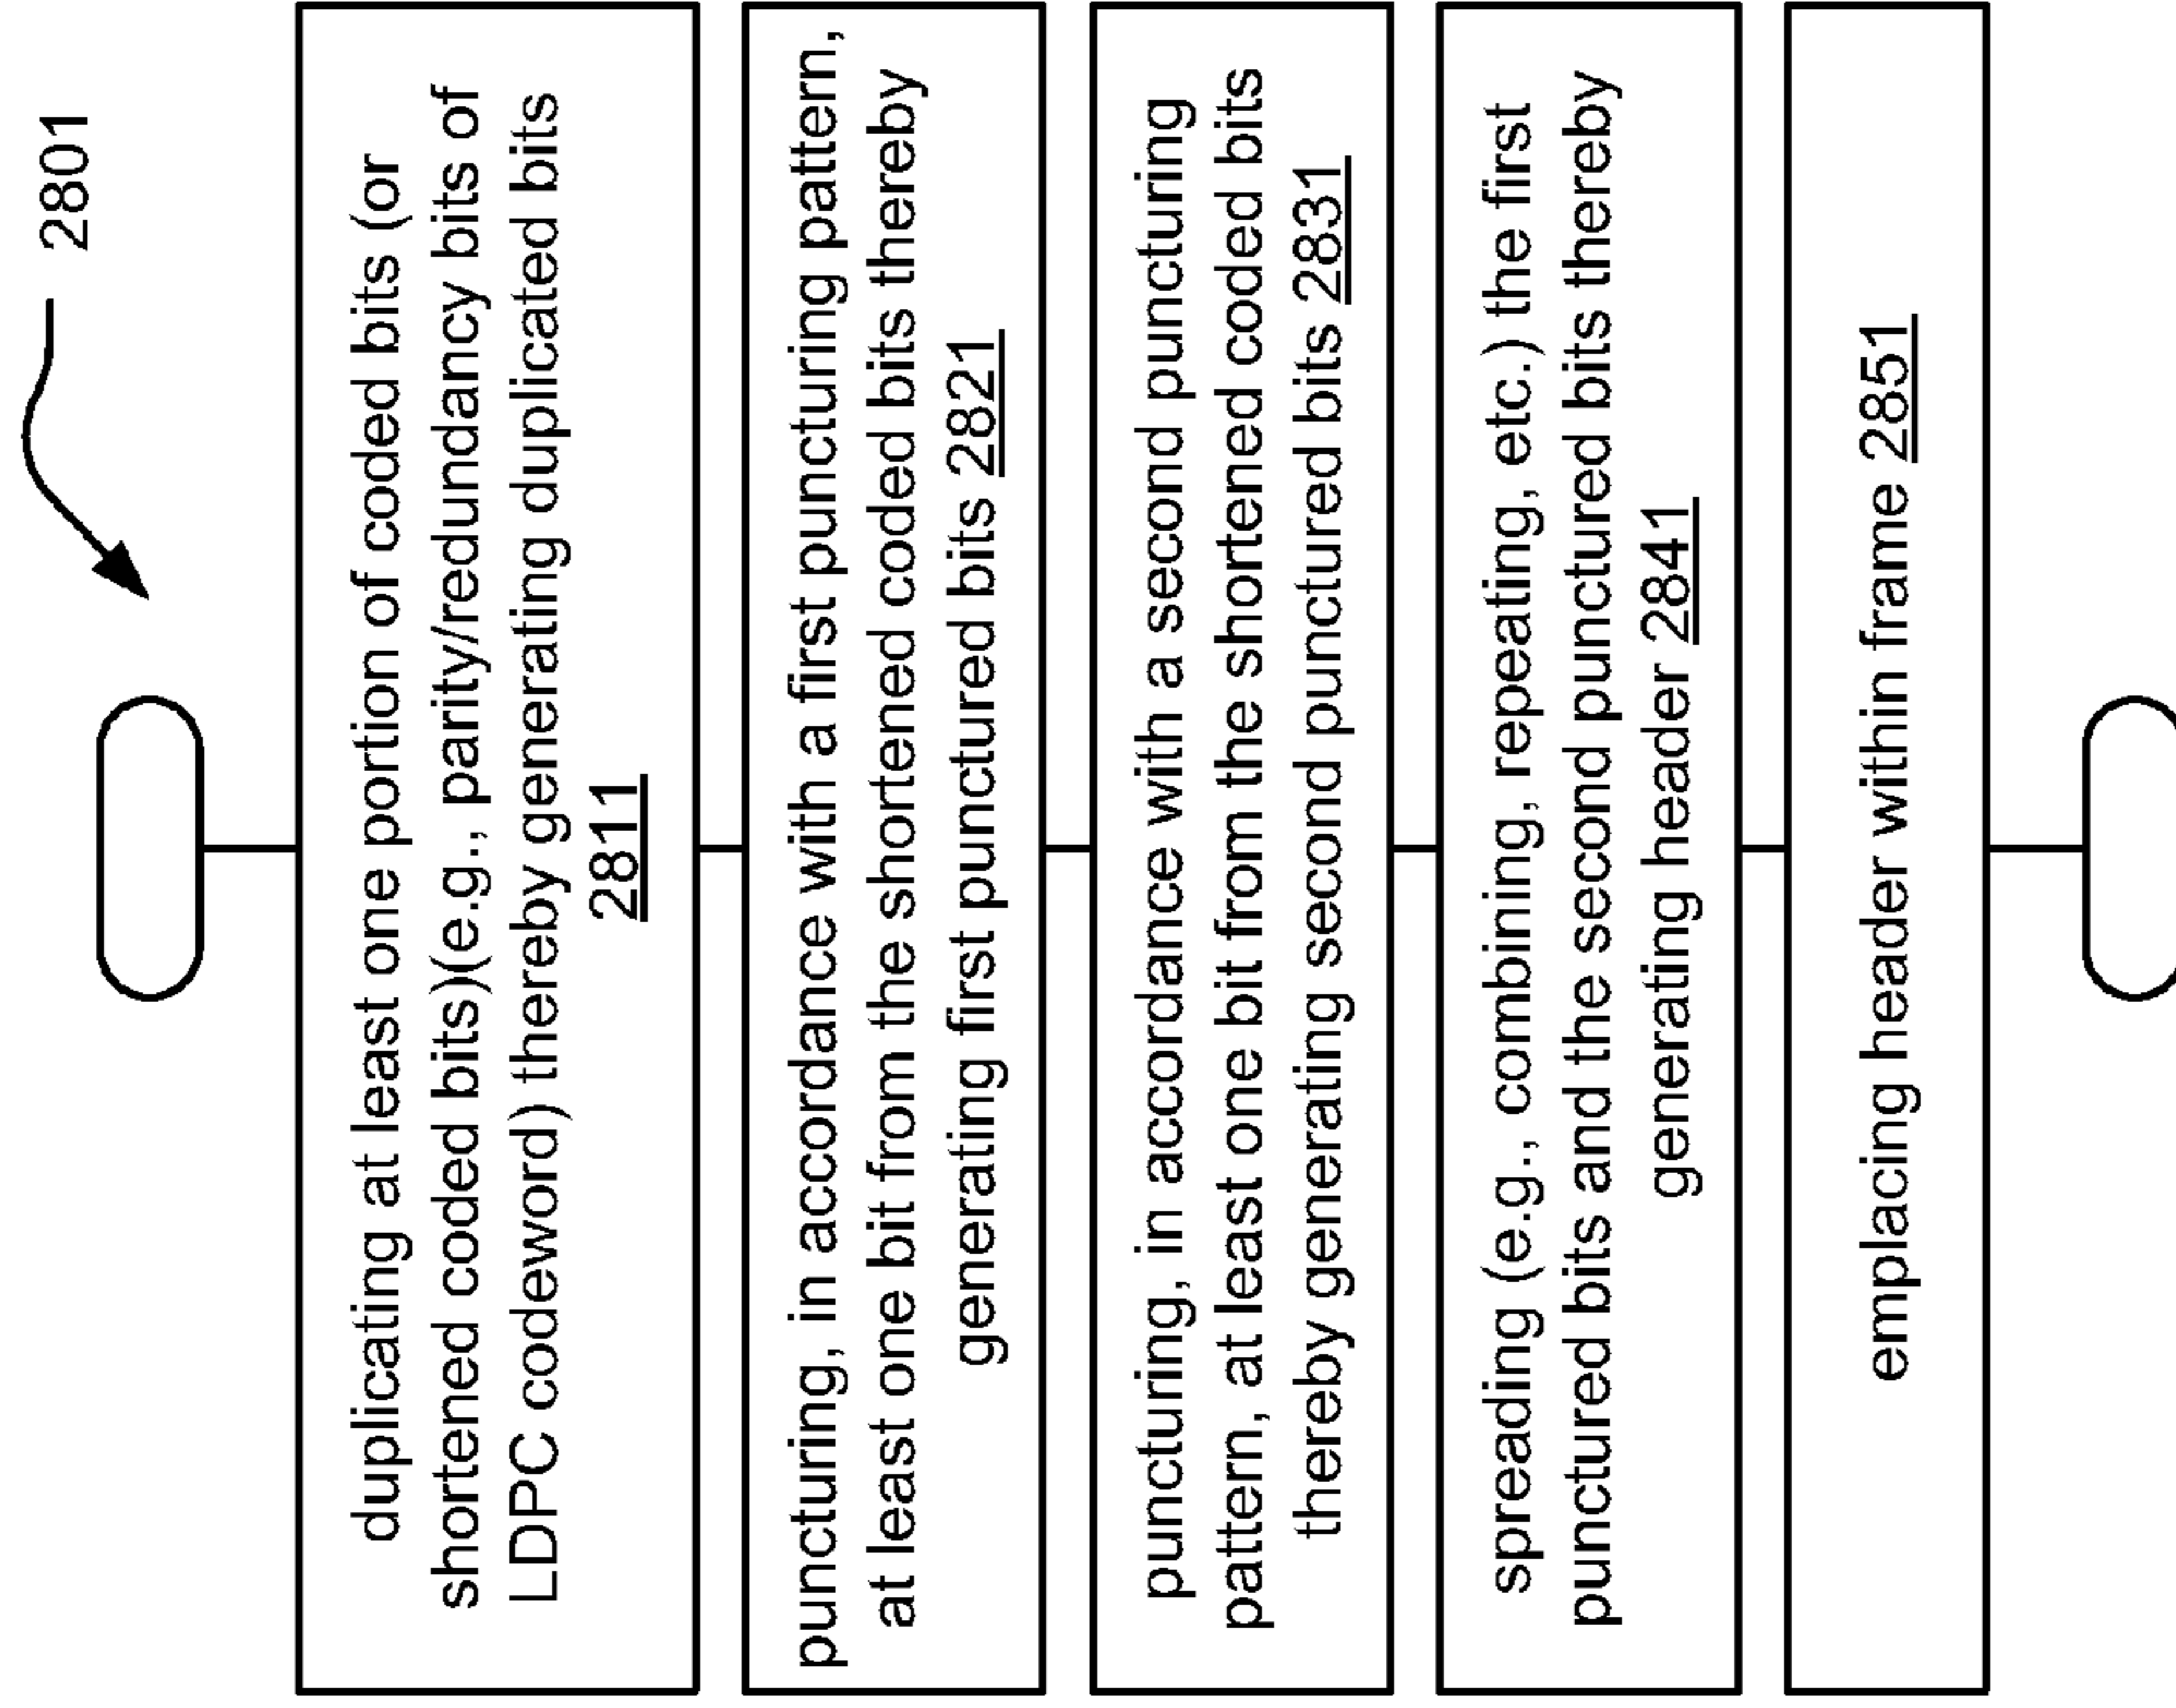 2801
duplicating at least one portion of coded bits (or
shortened coded bits)(e.g., parity/redundancy bits of
LDPC codeword) thereby generating duplicated bits
2811
puncturing, in accordance with a first puncturing pattern,
at least one bit from the shortened coded bits thereby
generating first punctured bits 2821
puncturing, in accordance with a second puncturing
pattern, at least one bit from the shortened coded bits
thereby generating second punctured bits 2831
spreading (e.g., combining, repeating, etc.) the first
punctured bits and the second punctured bits thereby
generating header 2841
emplacing header within frame 2851